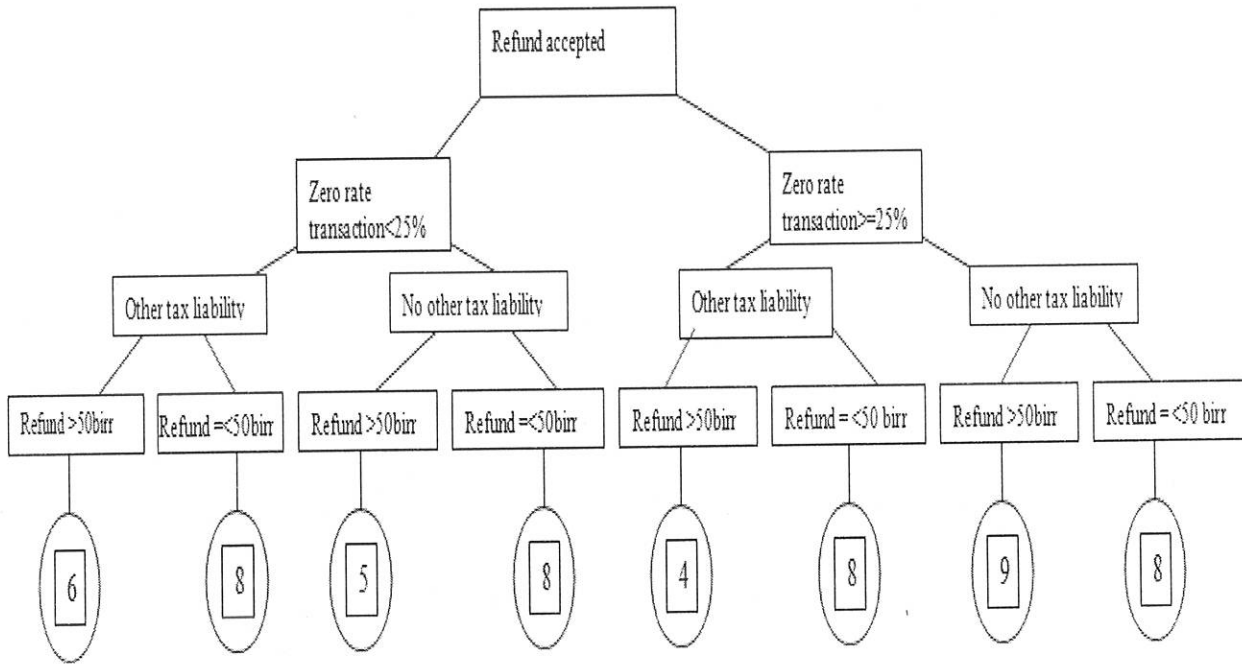 Refund accepted
Zero rate
transaction<25%
Zero rate
transaction>=25%
Other tax liability
No other tax liability
Other tax liability
No other tax liability
Refund >50birr
Refund =<50birr
Refund >50birr
Refund =<50birr
Refund >50birr
Refund = <50 birr
Refund >50birr
Refund = <50 birr
6
8
5
8
4
8
9
8